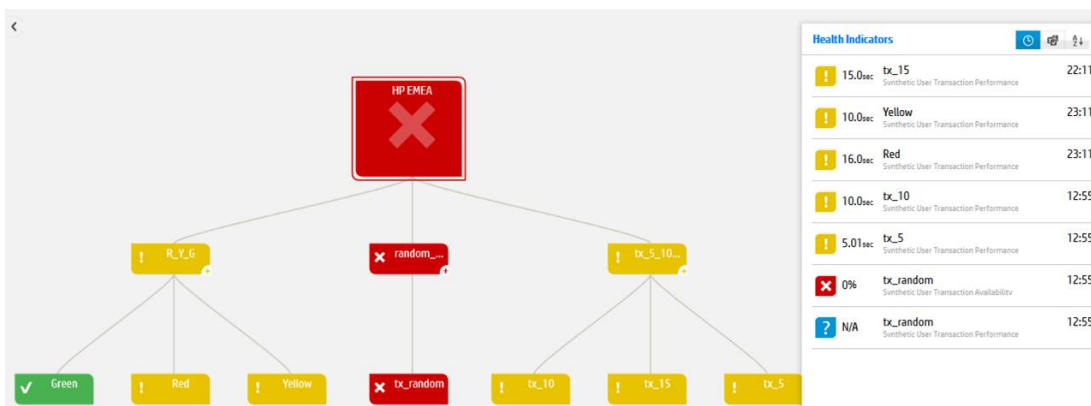 HP EMEA
R_Y_G
random_...
tx_5_10...
Green
Red
Yellow
tx_random
tx_10
tx_15
tx_5
Health Indicators
15.0sec tx_15 22:11
Synthetic User Transaction Performance
10.0sec Yellow 23:11
Synthetic User Transaction Performance
16.0sec Red 23:11
Synthetic User Transaction Performance
10.0sec tx_10 12:55
Synthetic User Transaction Performance
5.01sec tx_5 12:55
Synthetic User Transaction Performance
0% tx_random 12:55
Synthetic User Transaction Availability
N/A tx_random 12:55
Synthetic User Transaction Performance